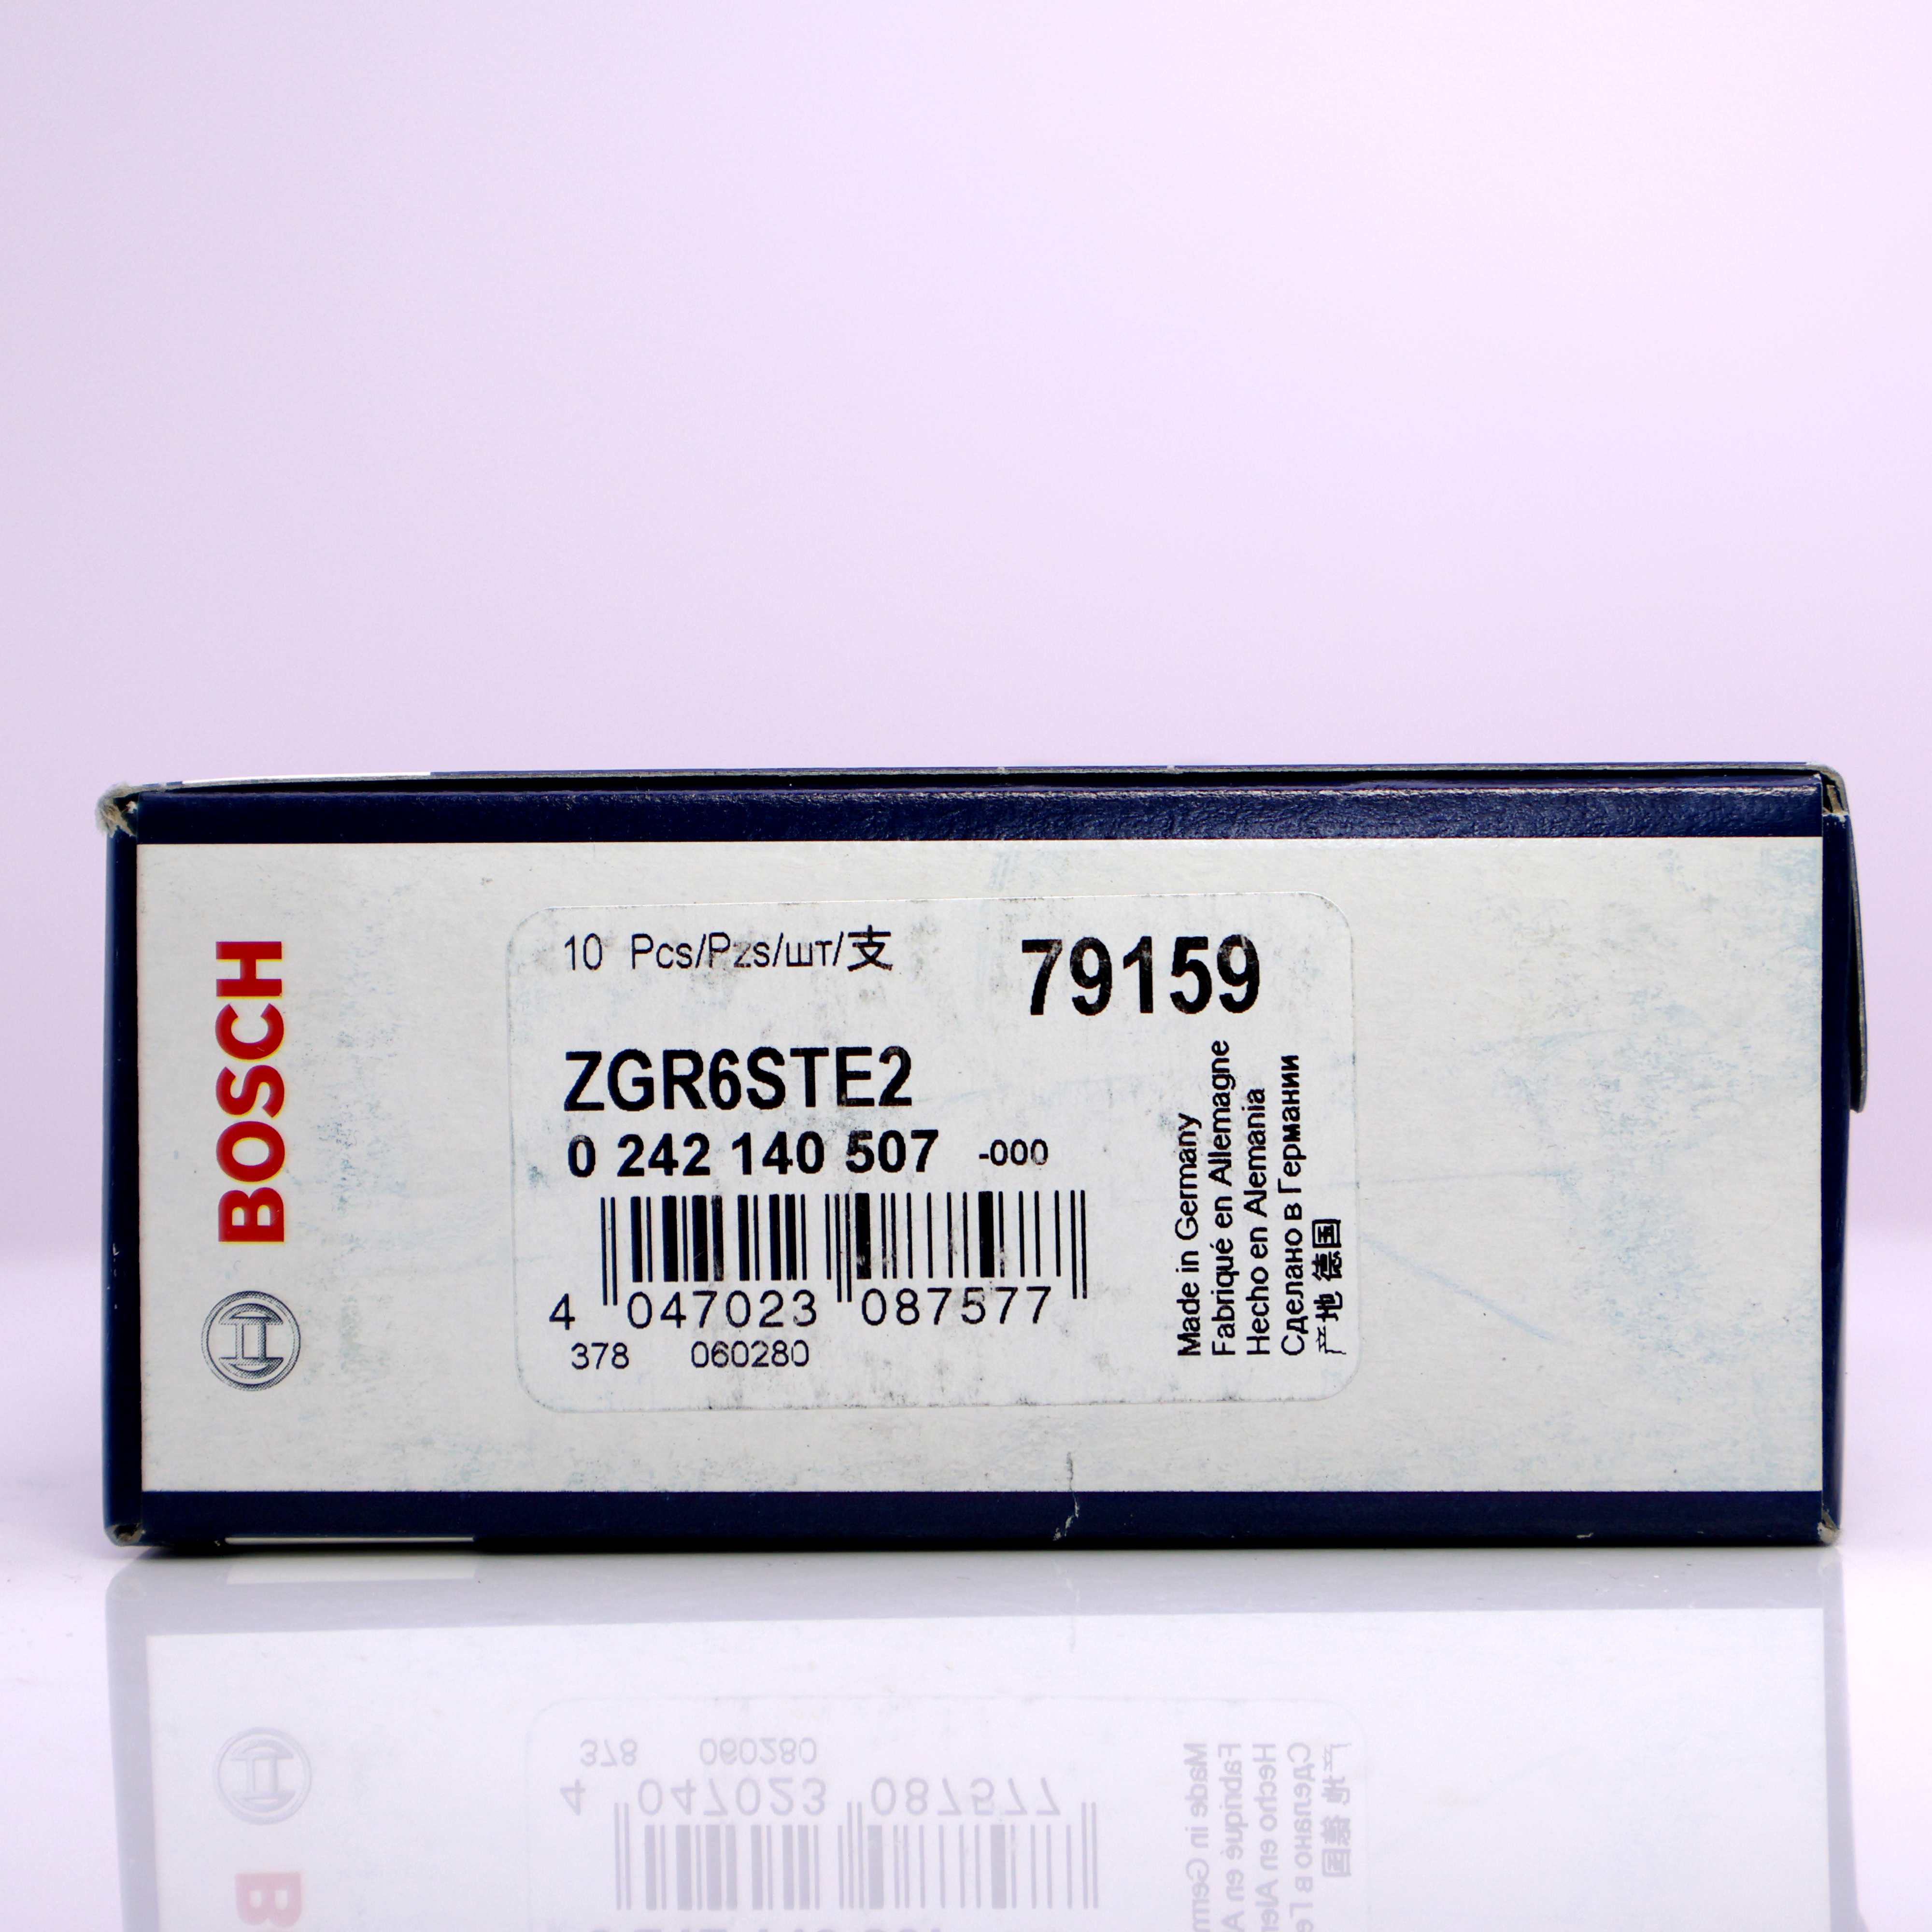 BOSCH
10 Pcs/Pzs/шт/支
79159
ZGR6STE2
0 242 140 507 -000
4 047023 087577
378 060280
Made in Germany
Fabriqué en Allemagne
Hecho en Alemania
Сделано в Германии
产地 德国